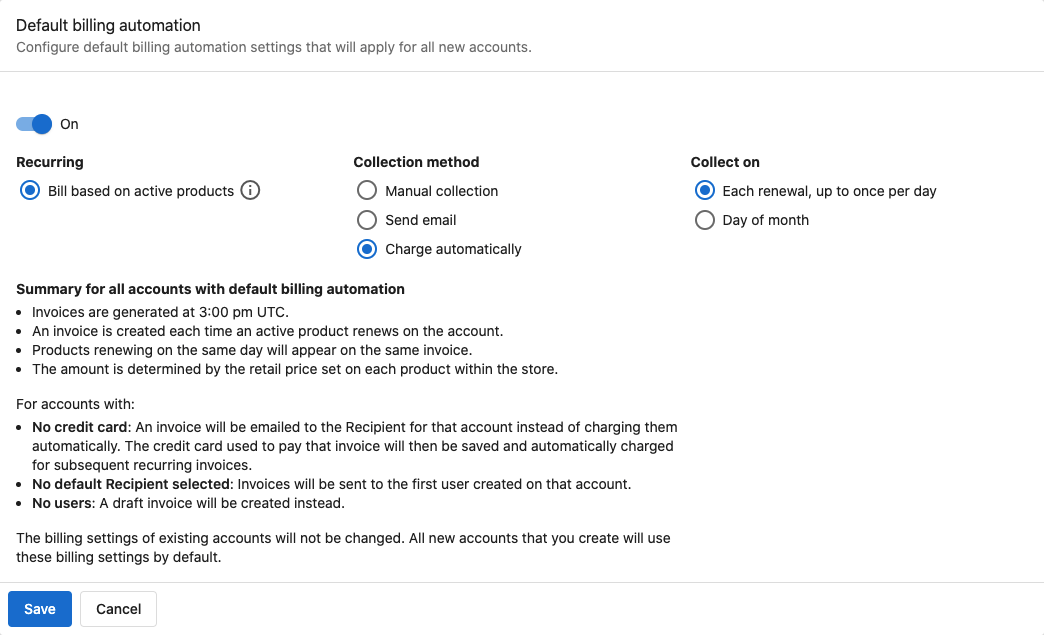 Default billing automation
Configure default billing automation settings that will apply for all new accounts.
On
Recurring
Bill based on active products
Collection method
Manual collection
Send email
Charge automatically
Collect on
Each renewal, up to once per day
Day of month
Summary for all accounts with default billing automation
• Invoices are generated at 3:00 pm UTC.
• An invoice is created each time an active product renews on the account.
• Products renewing on the same day will appear on the same invoice.
• The amount is determined by the retail price set on each product within the store.
For accounts with:
• No credit card: An invoice will be emailed to the Recipient for that account instead of charging them
automatically. The credit card used to pay that invoice will then be saved and automatically charged
for subsequent recurring invoices.
• No default Recipient selected: Invoices will be sent to the first user created on that account.
• No users: A draft invoice will be created instead.
The billing settings of existing accounts will not be changed. All new accounts that you create will use
these billing settings by default.
Save
Cancel